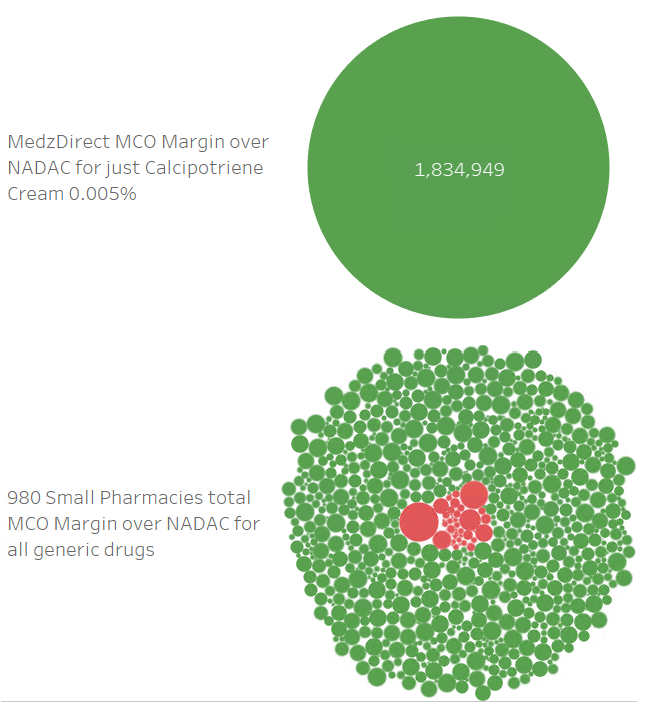 MedzDirect MCO Margin over
NADAC for just Calcipotriene
Cream 0.005%
1,834,949
980 Small Pharmacies total
MCO Margin over NADAC for
all generic drugs